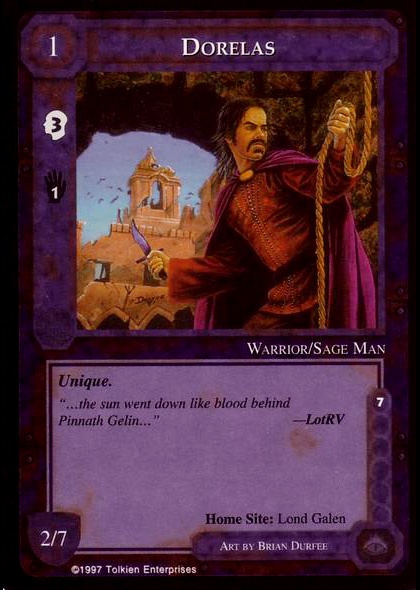 1
DORELAS
3
1
WARRIOR/SAGE MAN
Unique.
“...the sun went down like blood behind
Pinnath Gelin...” —LotRV
7
Home Site: Lond Galen
2/7
ART BY BRIAN DURFEE
©1997 Tolkien Enterprises